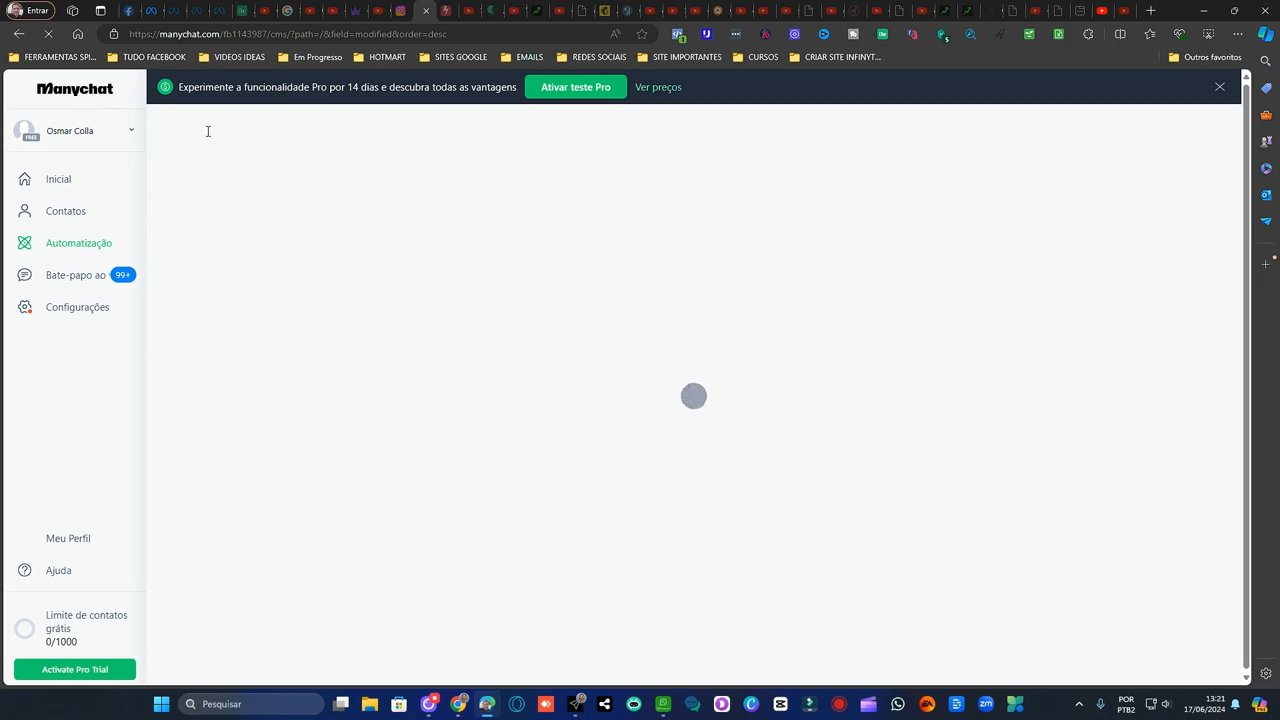 Entrar
https://manychat.com/fb1143987/cms/?path=/&field=modified&order=desc
FERRAMENTAS SPI...
TUDO FACEBOOK
VIDEOS IDEAS
Em Progresso
HOTMART
SITES GOOGLE
EMAILS
REDES SOCIAIS
SITE IMPORTANTES
CURSOS
CRIAR SITE INFINYT...
Outros favoritos
Manychat
Experimente a funcionalidade Pro por 14 dias e descubra todas as vantagens
Ativar teste Pro
Ver preços
Osmar Colla
FREE
Inicial
Contatos
Automatização
Bate-papo ao
99+
Configurações
Meu Perfil
Ajuda
Limite de contatos
grátis
0/1000
Activate Pro Trial
Pesquisar
POR
PTB2
13:21
17/06/2024